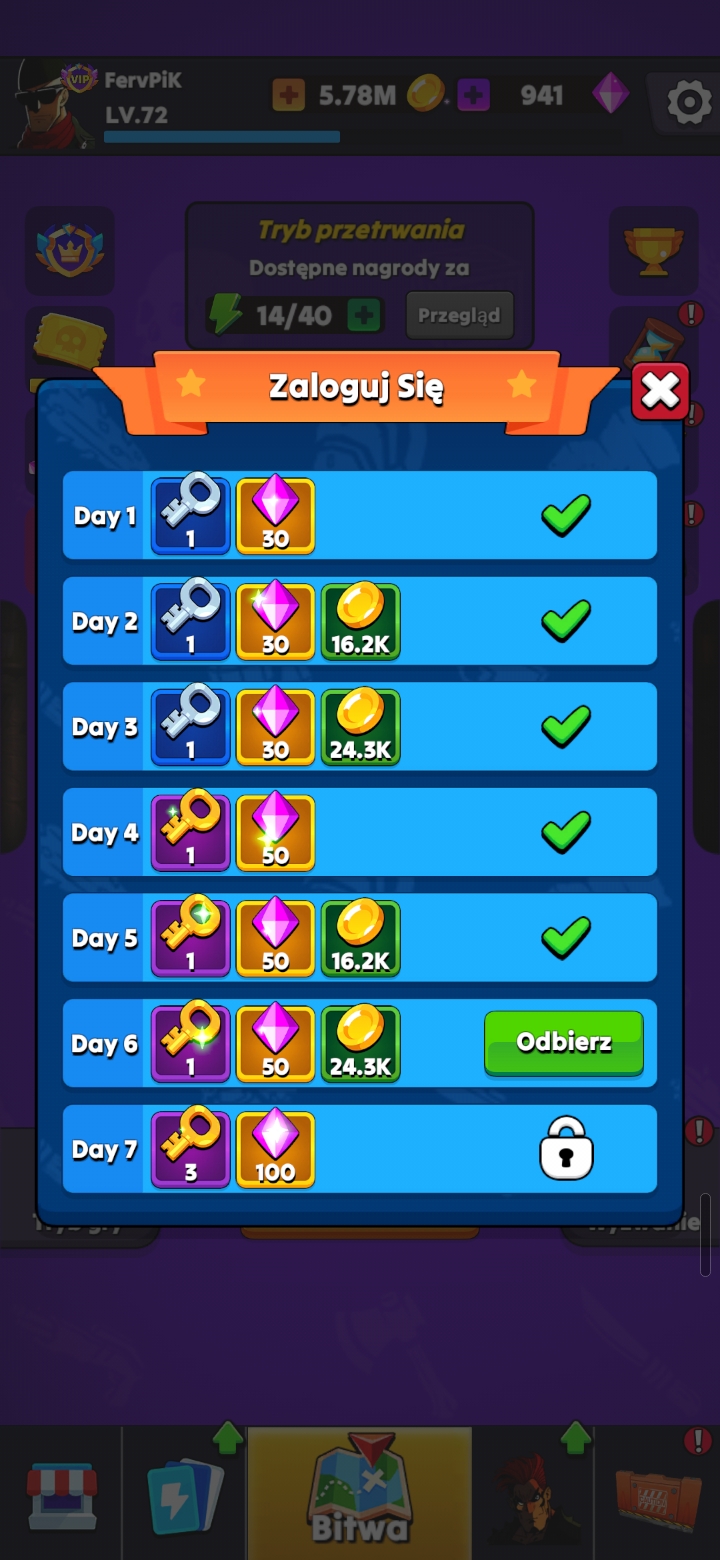 VIP
FervPiK
5.78M
941
LV.72
Tryb przetrwania
Dostępne nagrody za
14/40
Przegląd
Zaloguj Się
Day 1
1
30
Day 2
1
30
16.2K
Day 3
1
30
24.3K
Day 4
1
50
Day 5
1
50
16.2K
Day 6
1
50
24.3K
Odbierz
Day 7
3
100
Bitwa